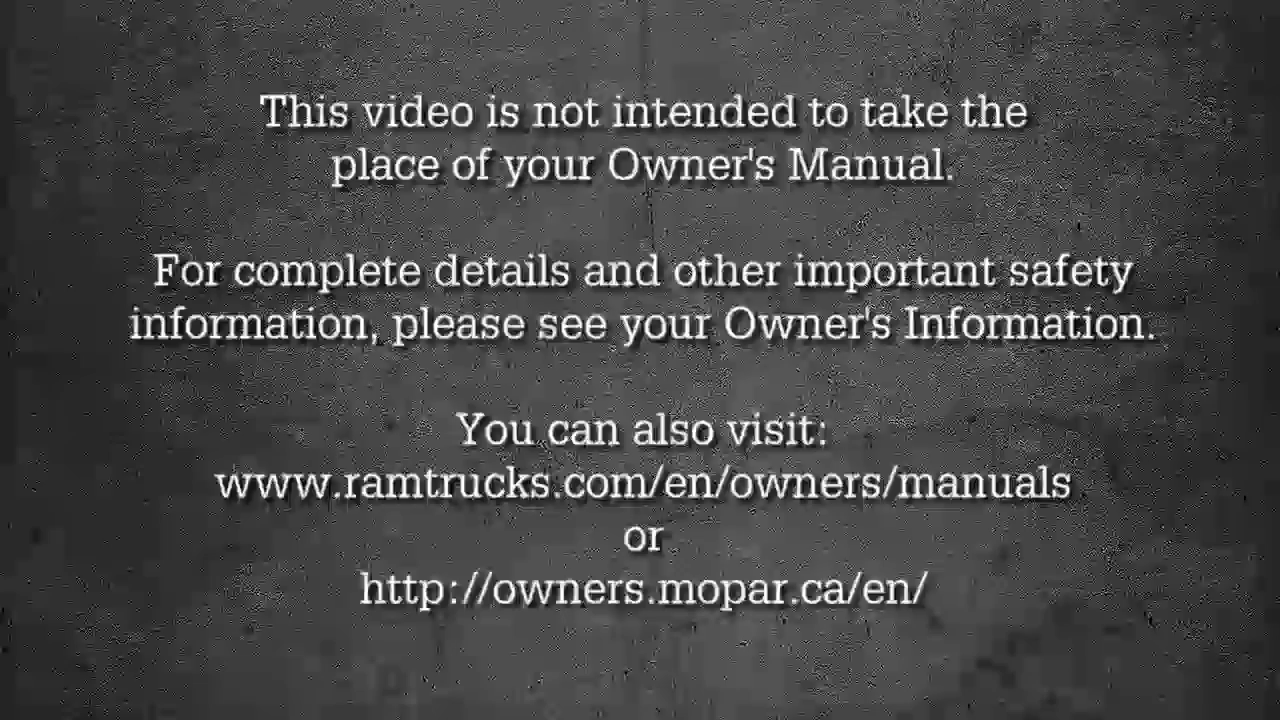 This video is not intended to take the
place of your Owner's Manual.
For complete details and other important safety
information, please see your Owner's Information.
You can also visit:
www.ramtrucks.com/en/owners/manuals
or
http://owners.mopar.ca/en/